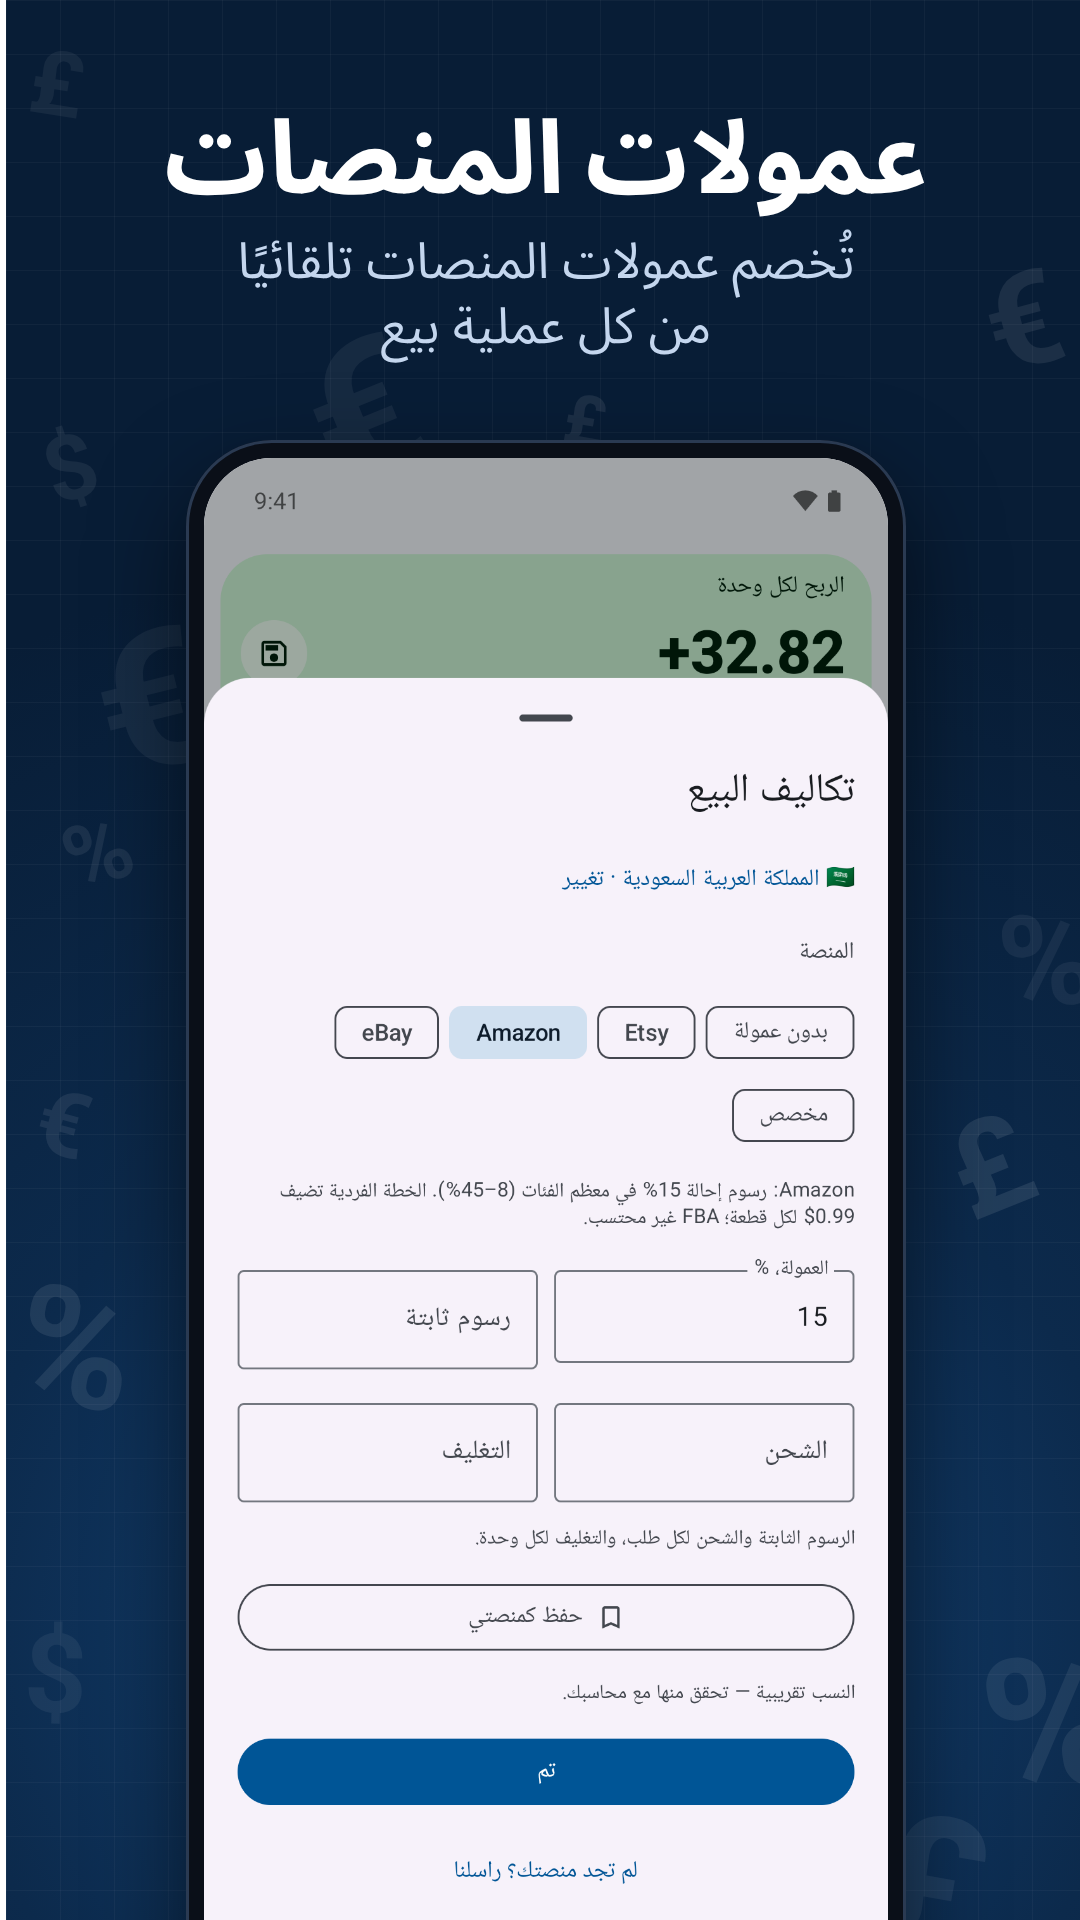 عمولات المنصات
تُخصم عمولات المنصات تلقائيًا
من كل عملية بيع
9:41
الربح لكل وحدة
+32.82
تكاليف البيع
المملكة العربية السعودية · تغيير
المنصة
بدون عمولة Etsy Amazon eBay
مخصص
Amazon: رسوم إحالة 15% في معظم الفئات (8–45%). الخطة الفردية تضيف
$0.99 لكل قطعة؛ FBA غير محتسب.
العمولة، %
15 رسوم ثابتة
الشحن التغليف
الرسوم الثابتة والشحن لكل طلب، والتغليف لكل وحدة.
حفظ كمنصتي
النسب تقريبية — تحقق منها مع محاسبك.
تم
لم تجد منصتك؟ راسلنا